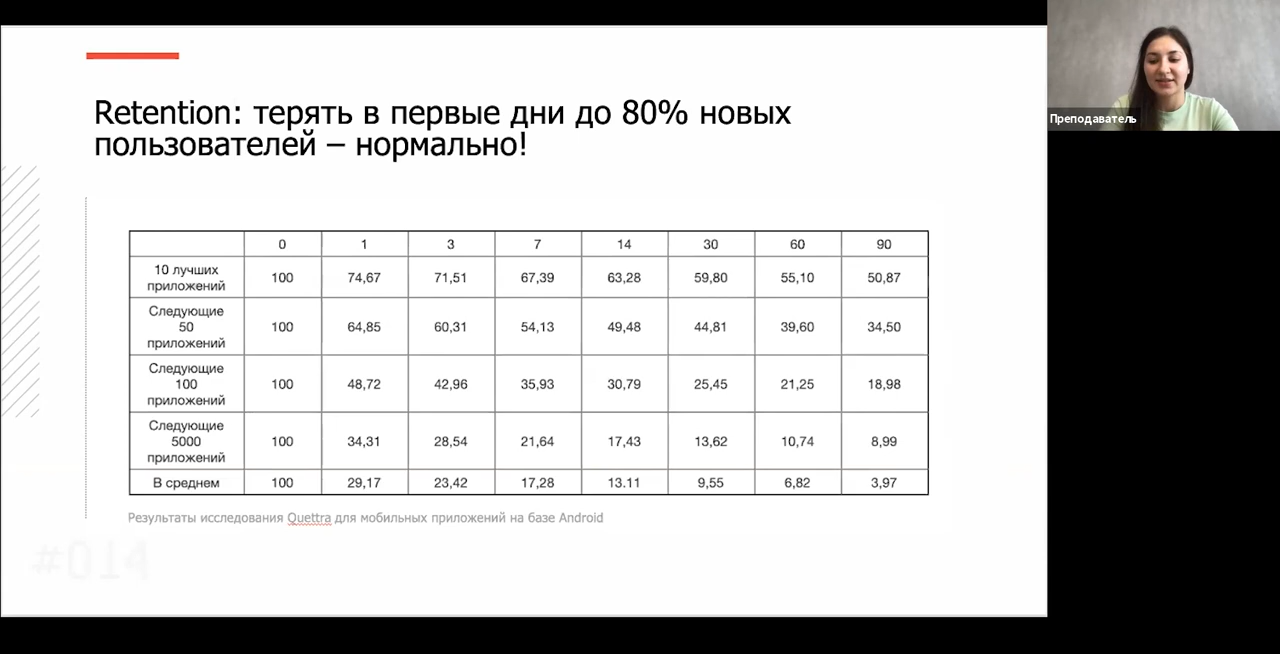 Retention: терять в первые дни до 80% новых
пользователей – нормально!
0 1 3 7 14 30 60 90
10 лучших
приложений
100 74,67 71,51 67,39 63,28 59,80 55,10 50,87
Следующие
50
приложений
100 64,85 60,31 54,13 49,48 44,81 39,60 34,50
Следующие
100
приложений
100 48,72 42,96 35,93 30,79 25,45 21,25 18,98
Следующие
5000
приложений
100 34,31 28,54 21,64 17,43 13,62 10,74 8,99
В среднем 100 29,17 23,42 17,28 13.11 9,55 6,82 3,97
Результаты исследования Quettra для мобильных приложений на базе Android
#014
Преподаватель